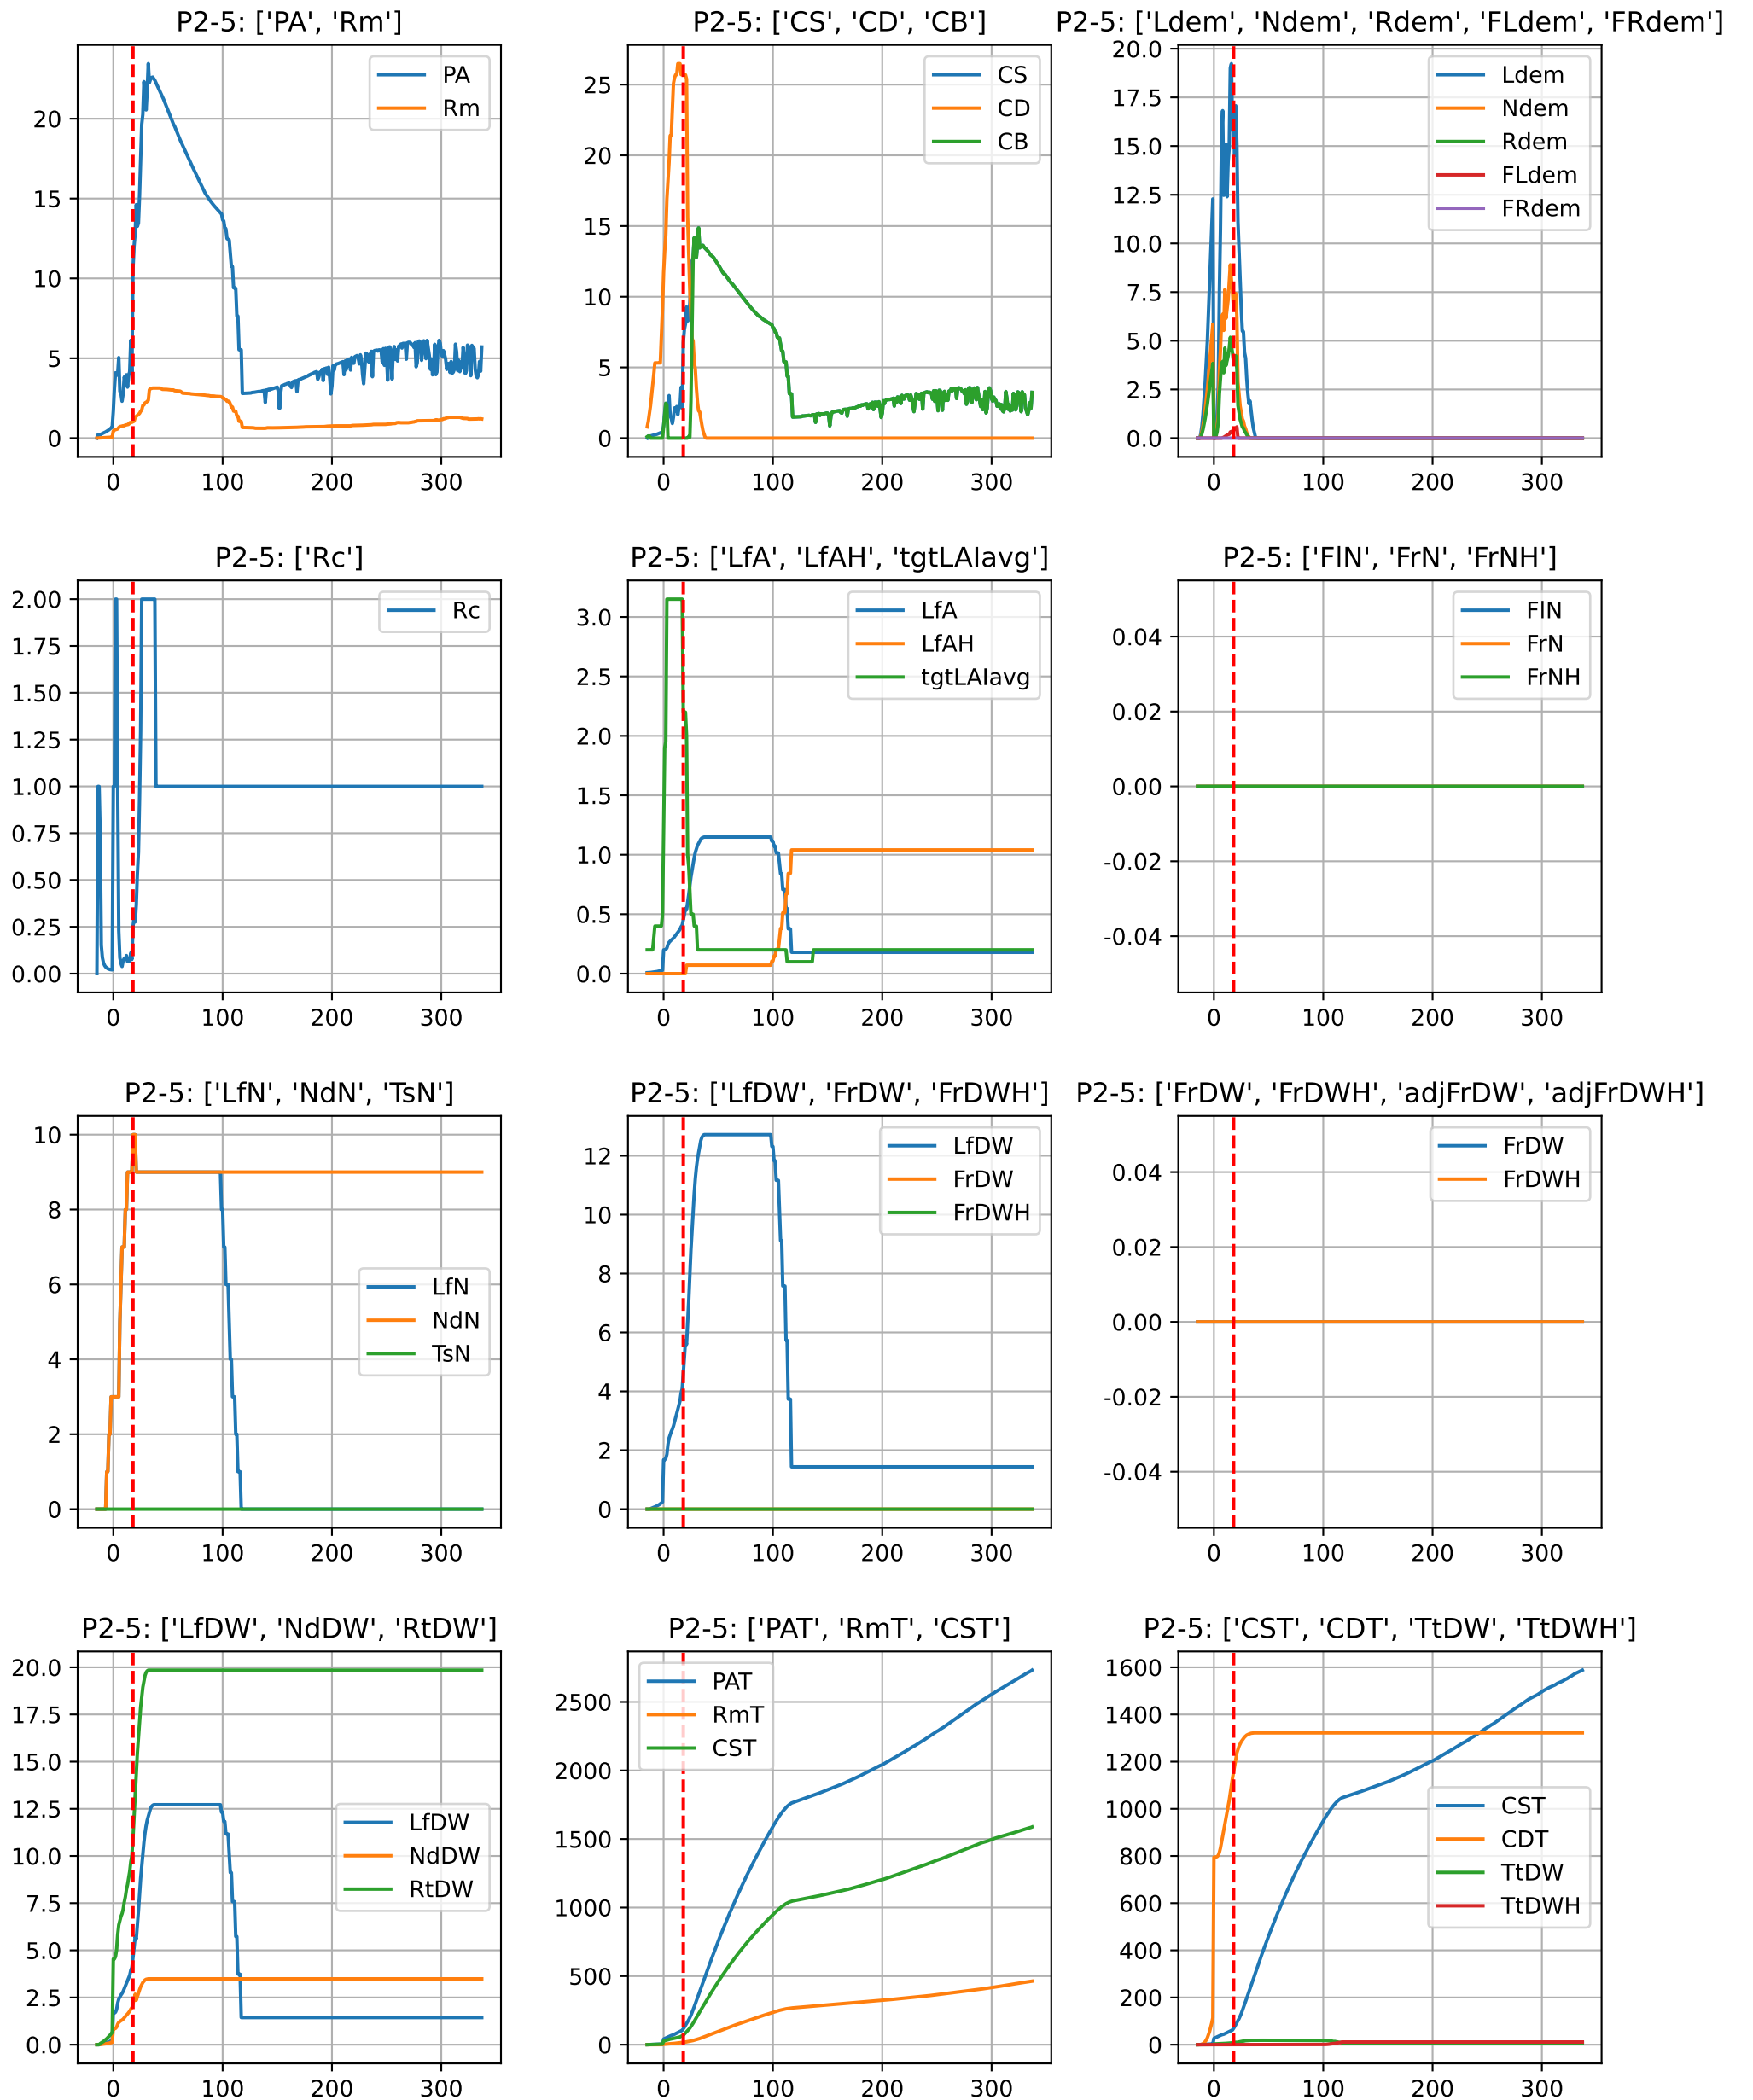 P2-5: ['PA', 'Rm']
PA
Rm
20
15
10
5
0
0 100 200 300
P2-5: ['CS', 'CD', 'CB']
CS
CD
CB
25
20
15
10
5
0
0 100 200 300
P2-5: ['Ldem', 'Ndem', 'Rdem', 'FLdem', 'FRdem']
Ldem
Ndem
Rdem
FLdem
FRdem
20.0
17.5
15.0
12.5
10.0
7.5
5.0
2.5
0.0
0 100 200 300
P2-5: ['Rc']
Rc
2.00
1.75
1.50
1.25
1.00
0.75
0.50
0.25
0.00
0 100 200 300
P2-5: ['LfA', 'LfAH', 'tgtLAIavg']
LfA
LfAH
tgtLAIavg
3.0
2.5
2.0
1.5
1.0
0.5
0.0
0 100 200 300
P2-5: ['FlN', 'FrN', 'FrNH']
FlN
FrN
FrNH
0.04
0.02
0.00
-0.02
-0.04
0 100 200 300
P2-5: ['LfN', 'NdN', 'TsN']
LfN
NdN
TsN
10
8
6
4
2
0
0 100 200 300
P2-5: ['LfDW', 'FrDW', 'FrDWH']
LfDW
FrDW
FrDWH
12
10
8
6
4
2
0
0 100 200 300
P2-5: ['FrDW', 'FrDWH', 'adjFrDW', 'adjFrDWH']
FrDW
FrDWH
0.04
0.02
0.00
-0.02
-0.04
0 100 200 300
P2-5: ['LfDW', 'NdDW', 'RtDW']
LfDW
NdDW
RtDW
20.0
17.5
15.0
12.5
10.0
7.5
5.0
2.5
0.0
0 100 200 300
P2-5: ['PAT', 'RmT', 'CST']
PAT
RmT
CST
2500
2000
1500
1000
500
0
0 100 200 300
P2-5: ['CST', 'CDT', 'TtDW', 'TtDWH']
CST
CDT
TtDW
TtDWH
1600
1400
1200
1000
800
600
400
200
0
0 100 200 300